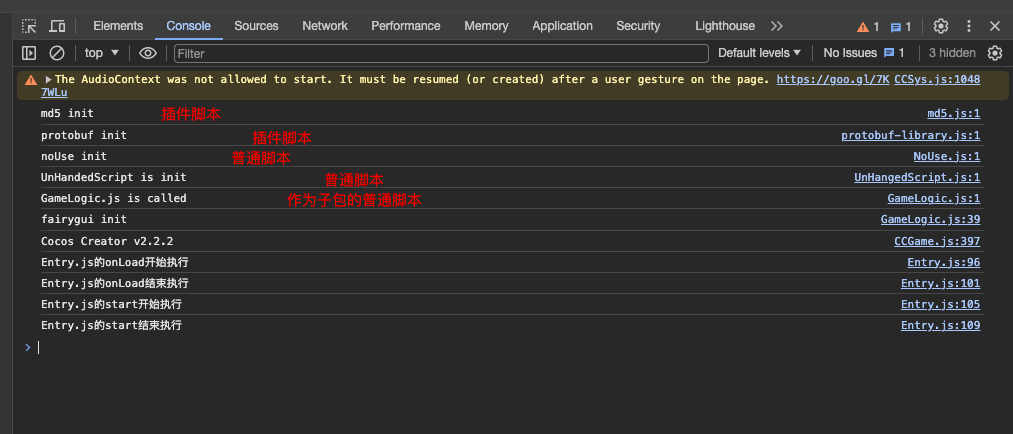 Elements Console Sources Network Performance Memory Application Security Lighthouse 1 1
top Filter Default levels No Issues 1 3 hidden
The AudioContext was not allowed to start. It must be resumed (or created) after a user gesture on the page. https://goo.gl/7K CCSys.js:1048
7WLu
md5 init 插件脚本 md5.js:1
protobuf init 插件脚本 protobuf-library.js:1
noUse init 普通脚本 NoUse.js:1
UnHandedScript is init 普通脚本 UnHangedScript.js:1
GameLogic.js is called 作为子包的普通脚本 GameLogic.js:1
fairygui init GameLogic.js:39
Cocos Creator v2.2.2 CCGame.js:397
Entry.js的onLoad开始执行 Entry.js:96
Entry.js的onLoad结束执行 Entry.js:101
Entry.js的start开始执行 Entry.js:105
Entry.js的start结束执行 Entry.js:109